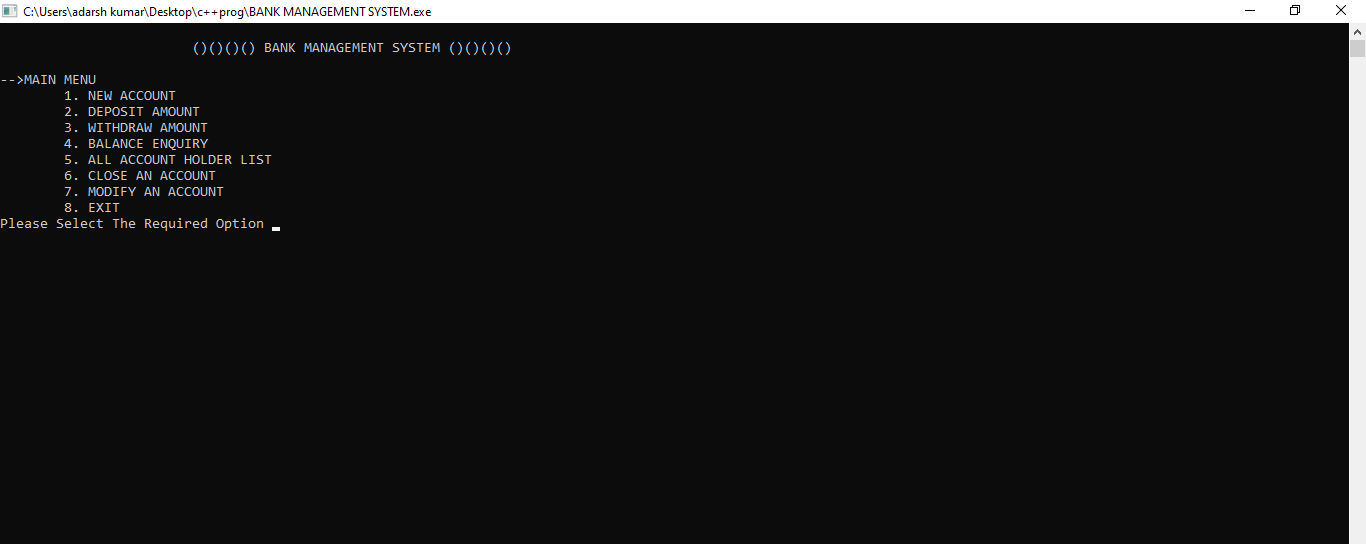 C:\Users\adarsh kumar\Desktop\c++prog\BANK MANAGEMENT SYSTEM.exe
()()()() BANK MANAGEMENT SYSTEM ()()()()
-->MAIN MENU
1. NEW ACCOUNT
2. DEPOSIT AMOUNT
3. WITHDRAW AMOUNT
4. BALANCE ENQUIRY
5. ALL ACCOUNT HOLDER LIST
6. CLOSE AN ACCOUNT
7. MODIFY AN ACCOUNT
8. EXIT
Please Select The Required Option